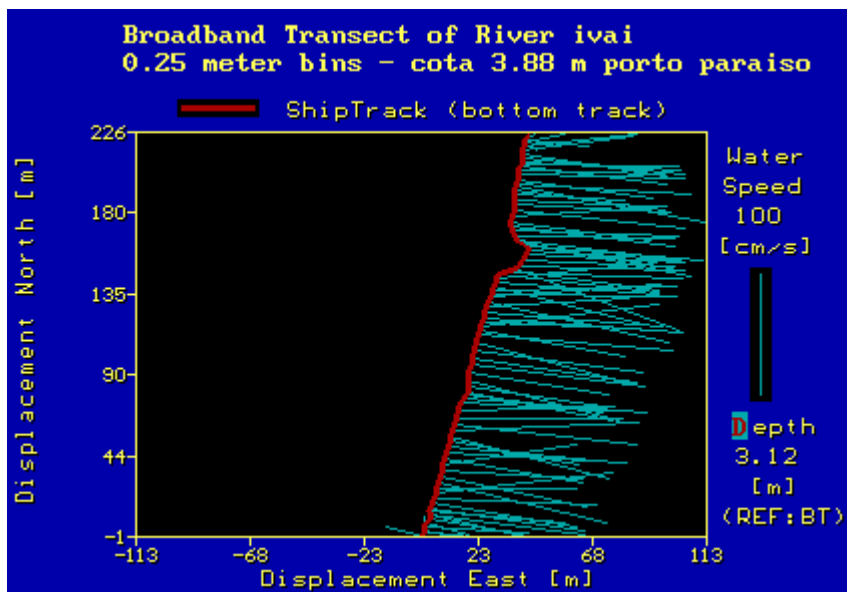 Broadband Transect of River ivai
0.25 meter bins - cota 3.88 m porto paraiso
ShipTrack (bottom track)
Displacement North [m]
226
180
135
90
44
-1
-113
-68
-23
23
68
113
Displacement East [m]
Water
Speed
100
[cm/s]
Depth
3.12
[m]
(REF:BT)